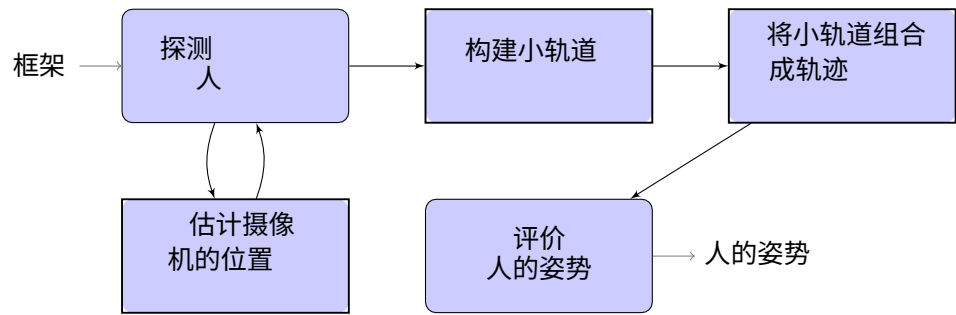 框架
探测
人
构建小轨道
将小轨道组合
成轨迹
估计摄像
机的位置
评价
人的姿势
人的姿势